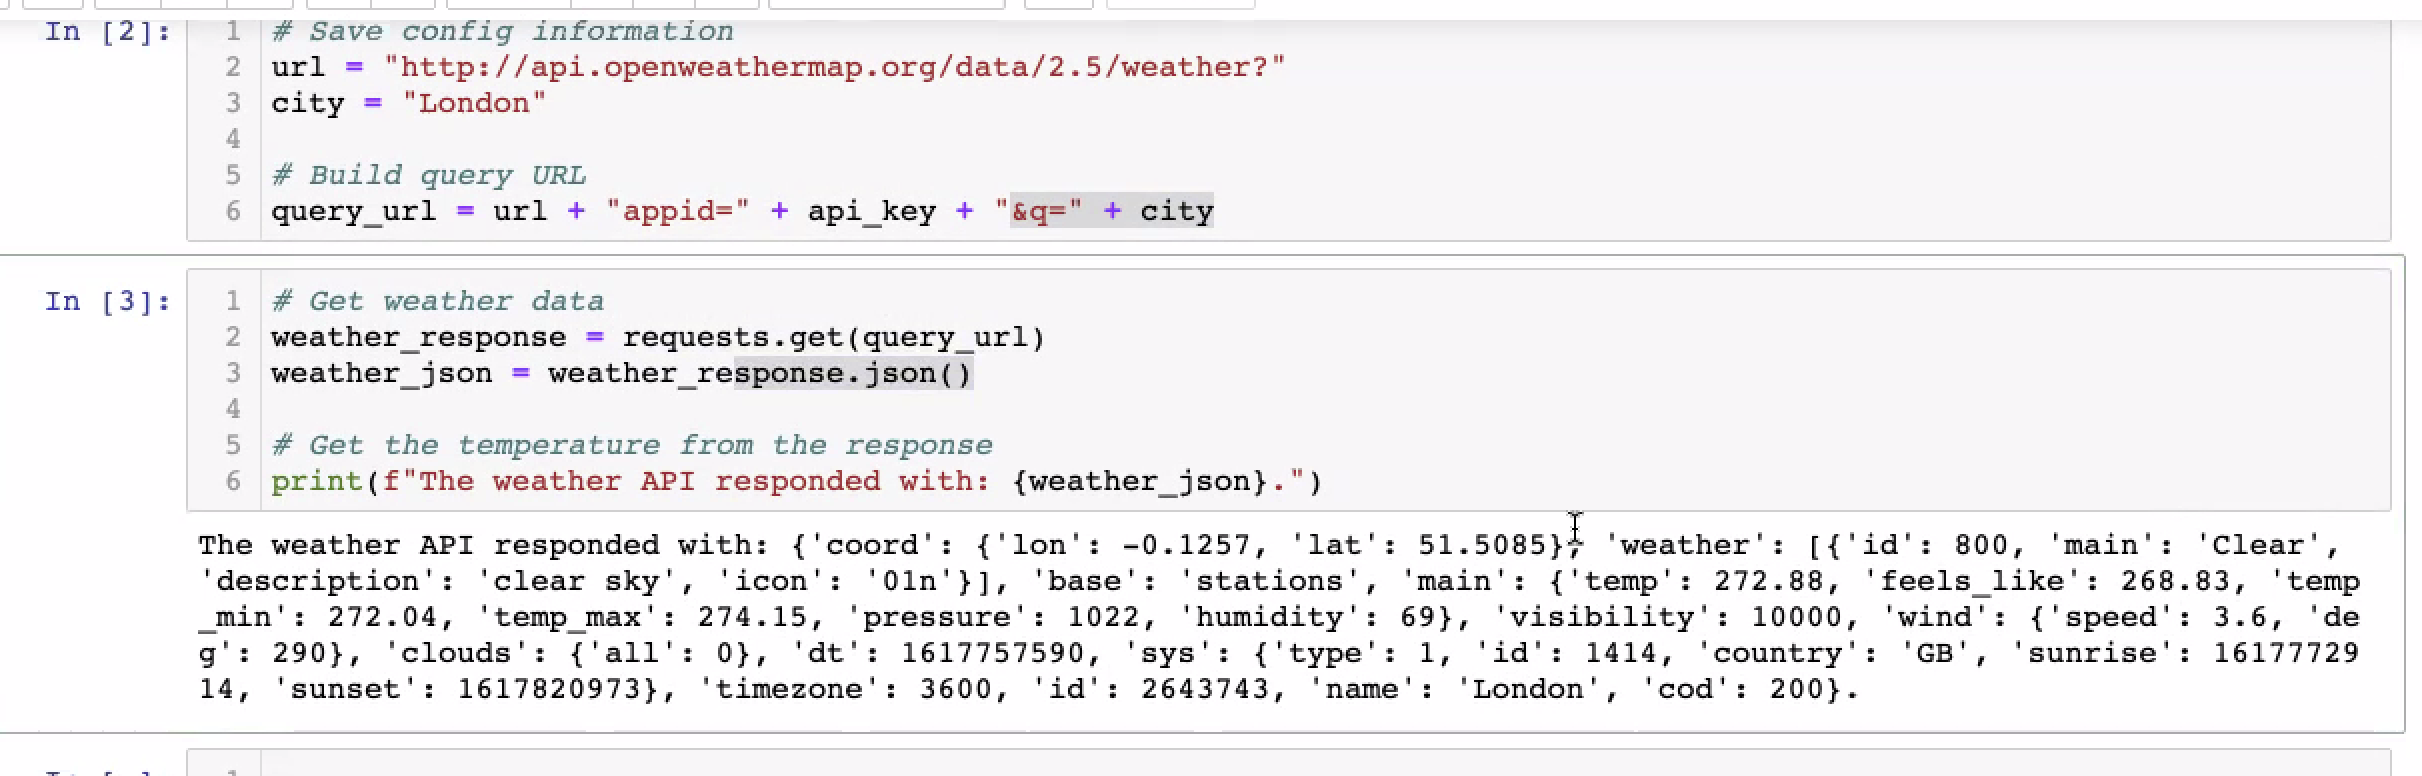 In [2]:
1 # Save config information
2 url = "http://api.openweathermap.org/data/2.5/weather?"
3 city = "London"
4
5 # Build query URL
6 query_url = url + "appid=" + api_key + "&q=" + city
In [3]:
1 # Get weather data
2 weather_response = requests.get(query_url)
3 weather_json = weather_response.json()
4
5 # Get the temperature from the response
6 print(f"The weather API responded with: {weather_json}.")
The weather API responded with: {'coord': {'lon': -0.1257, 'lat': 51.5085}, 'weather': [{'id': 800, 'main': 'Clear',
'description': 'clear sky', 'icon': '01n'}], 'base': 'stations', 'main': {'temp': 272.88, 'feels_like': 268.83, 'temp
_min': 272.04, 'temp_max': 274.15, 'pressure': 1022, 'humidity': 69}, 'visibility': 10000, 'wind': {'speed': 3.6, 'de
g': 290}, 'clouds': {'all': 0}, 'dt': 1617757590, 'sys': {'type': 1, 'id': 1414, 'country': 'GB', 'sunrise': 16177729
14, 'sunset': 1617820973}, 'timezone': 3600, 'id': 2643743, 'name': 'London', 'cod': 200}.